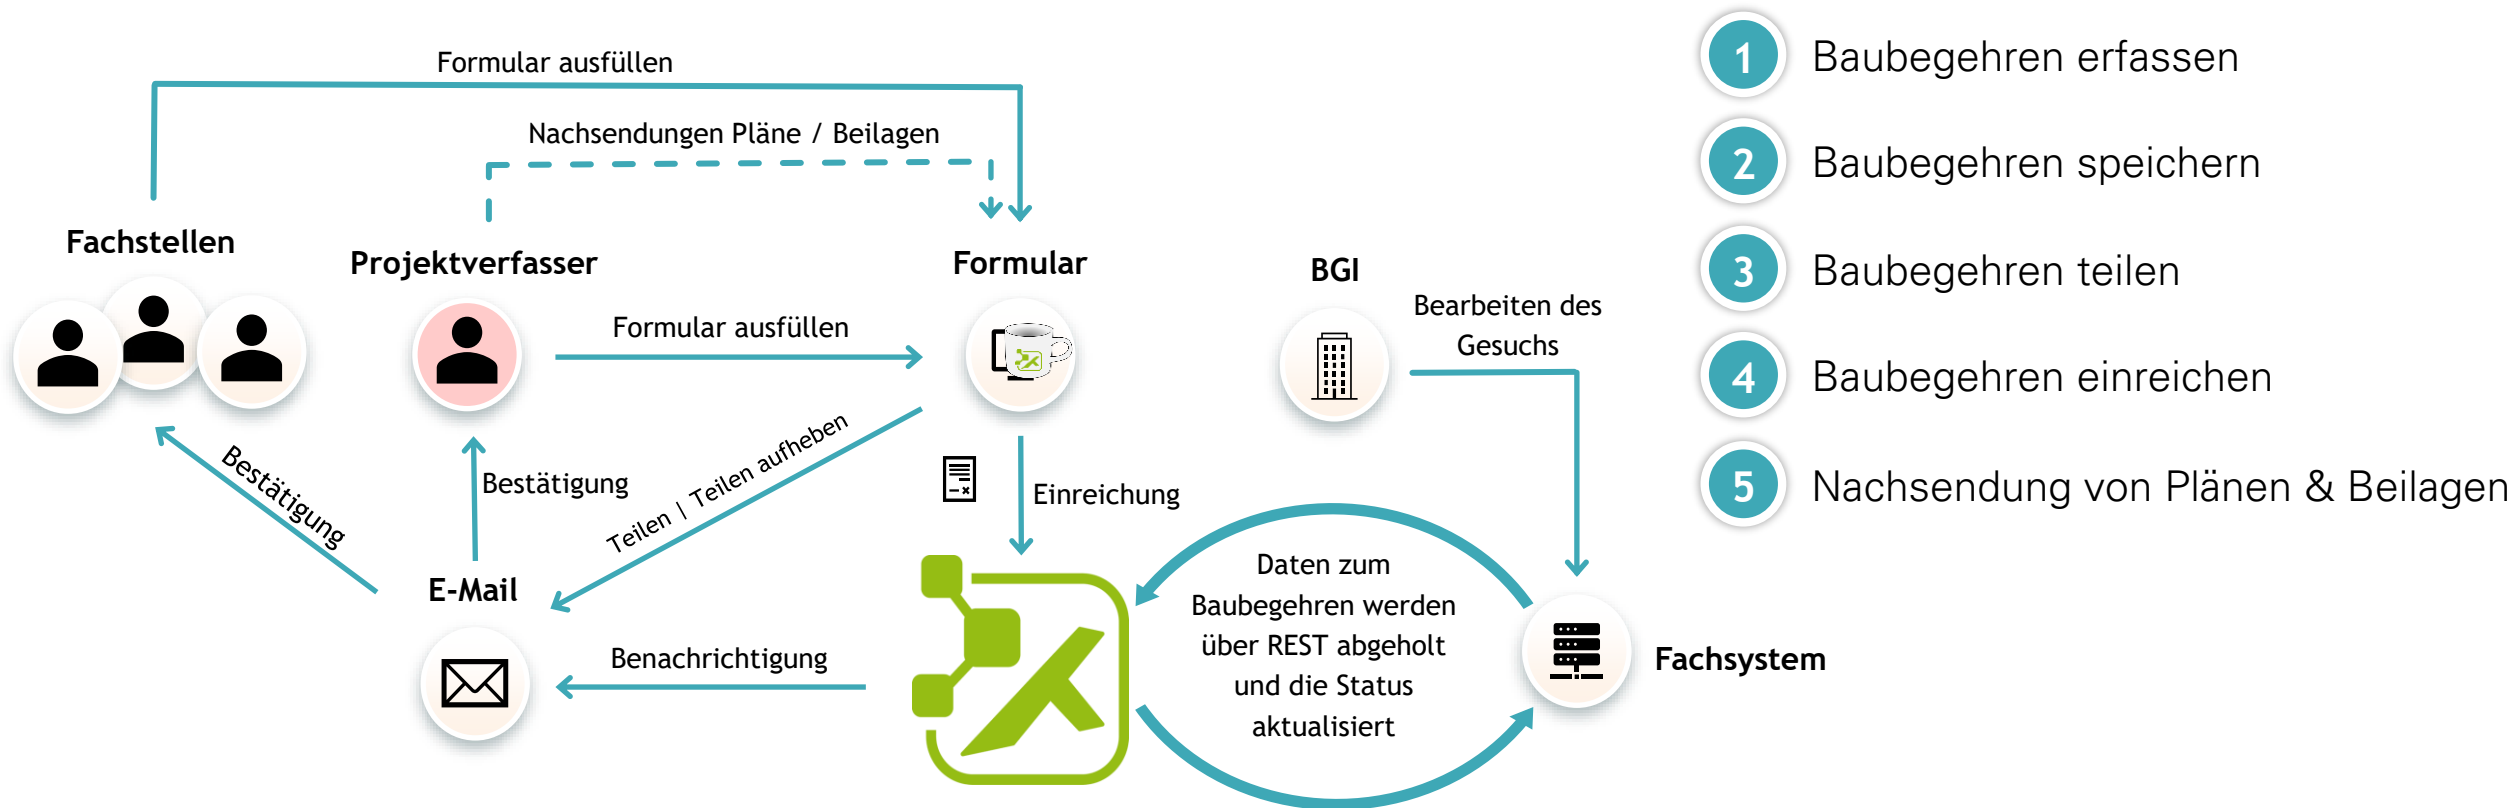 Formular ausfüllen
Nachsendungen Pläne / Beilagen
Fachstellen
Projektverfasser
Formular
BGI
Formular ausfüllen
Bearbeiten des
Gesuchs
Bestätigung
Bestätigung
Teilen | Teilen aufheben
Einreichung
E-Mail
Benachrichtigung
Daten zum
Baubegehren werden
über REST abgeholt
und die Status
aktualisiert
Fachsystem
1 Baubegehren erfassen
2 Baubegehren speichern
3 Baubegehren teilen
4 Baubegehren einreichen
5 Nachsendung von Plänen & Beilagen